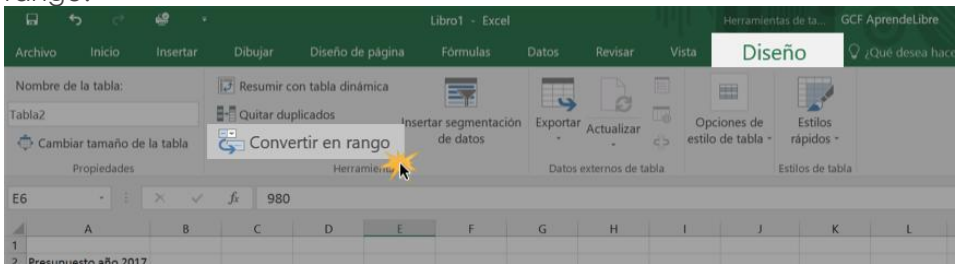 rango.
Libro1 - Excel Herramientas de ta... GCF AprendeLibre
Archivo Inicio Insertar Dibujar Diseño de página Fórmulas Datos Revisar Vista Diseño ¿Qué desea hace
Nombre de la tabla:
Tabla2
Cambiar tamaño de la tabla
Propiedades
Resumir con tabla dinámica
Quitar duplicados
Convertir en rango
Insertar segmentación
de datos
Exportar
Actualizar
Datos externos de tabla
Opciones de
estilo de tabla
Estilos
rápidos
Estilos de tabla
E6 fx 980
A B C D E F G H I J K L
1
2 Presupuesto año 2017